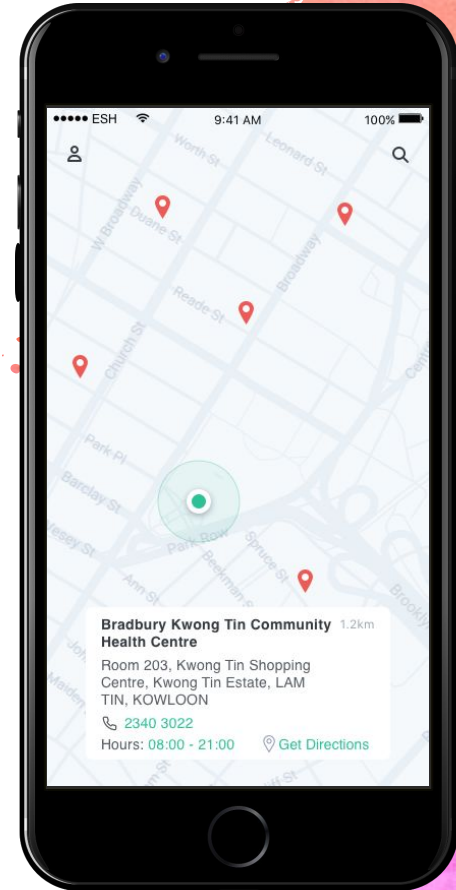 ESH
9:41 AM
100%
Worth St
Leonard St
W Broadway
Duane St
Broadway
Reade St
Church St
Park Pl
Barclay St
Vesey St
Park Row
Spruce St
Beekman St
Ann St
Maiden
Bradbury Kwong Tin Community 1.2km
Health Centre
Room 203, Kwong Tin Shopping
Centre, Kwong Tin Estate, LAM
TIN, KOWLOON
2340 3022
Hours: 08:00 - 21:00 Get Directions